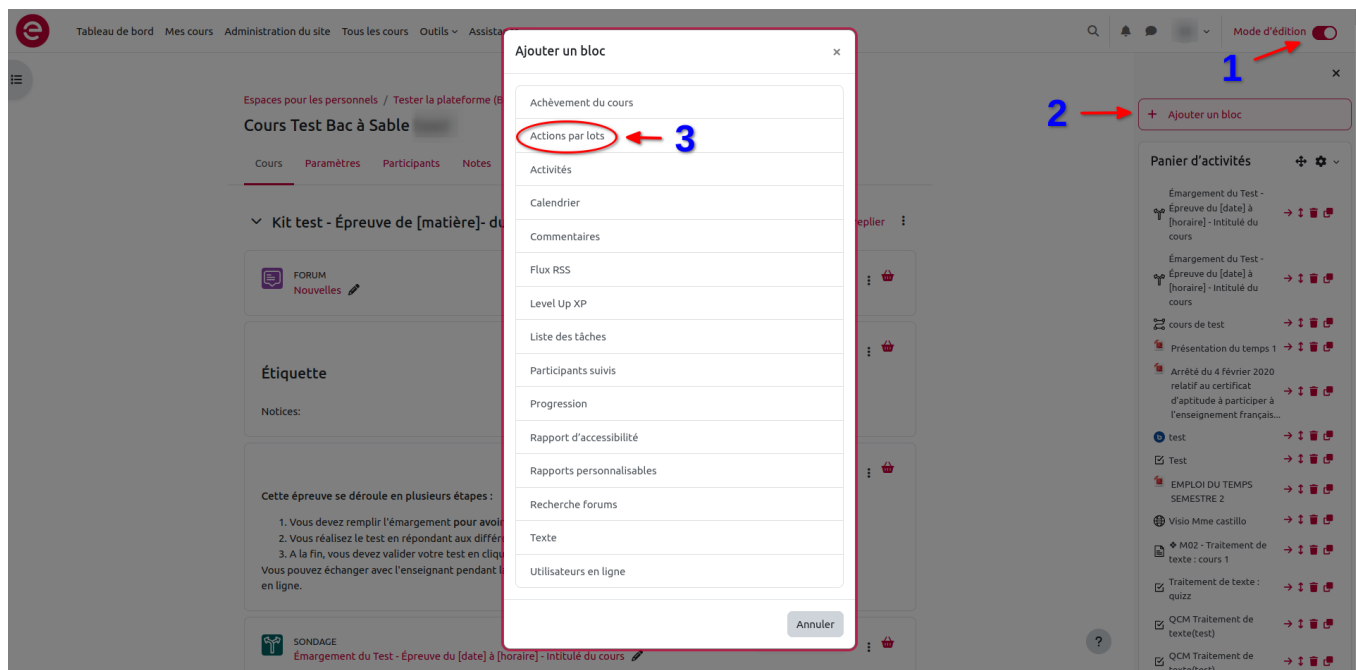 Tableau de bord Mes cours Administration du site Tous les cours Outils
Mode d'édition
1
Espaces pour les personnels / Tester la plateforme
Cours Test Bac à Sable
Cours Paramètres Participants Notes
Kit test - Épreuve de [matière]- du
FORUM
Nouvelles
Étiquette
Notices:
Cette épreuve se déroule en plusieurs étapes :
1. Vous devez remplir l'émargement pour avoir
2. Vous réalisez le test en répondant aux différ
3. A la fin, vous devez valider votre test en cliqu
Vous pouvez échanger avec l'enseignant pendant
en ligne.
SONDAGE
Émargement du Test - Épreuve du [date] à [horaire] - Intitulé du cours
Ajouter un bloc
Achèvement du cours
Actions par lots
3
Activités
Calendrier
Commentaires
Flux RSS
Level Up XP
Liste des tâches
Participants suivis
Progression
Rapport d'accessibilité
Rapports personnalisables
Recherche forums
Texte
Utilisateurs en ligne
Annuler
2
+ Ajouter un bloc
Panier d'activités
Émargement du Test -
Épreuve du [date] à
[horaire] - Intitulé du
cours
Émargement du Test -
Épreuve du [date] à
[horaire] - Intitulé du
cours
cours de test
Présentation du temps 1
Arrêté du 4 février 2020
relatif au certificat
d'aptitude à participer à
l'enseignement français...
test
Test
EMPLOI DU TEMPS
SEMESTRE 2
Visio Mme castillo
❖ M02 - Traitement de
texte : cours 1
Traitement de texte :
quizz
QCM Traitement de
texte(test)
QCM Traitement de
texte(test)
?